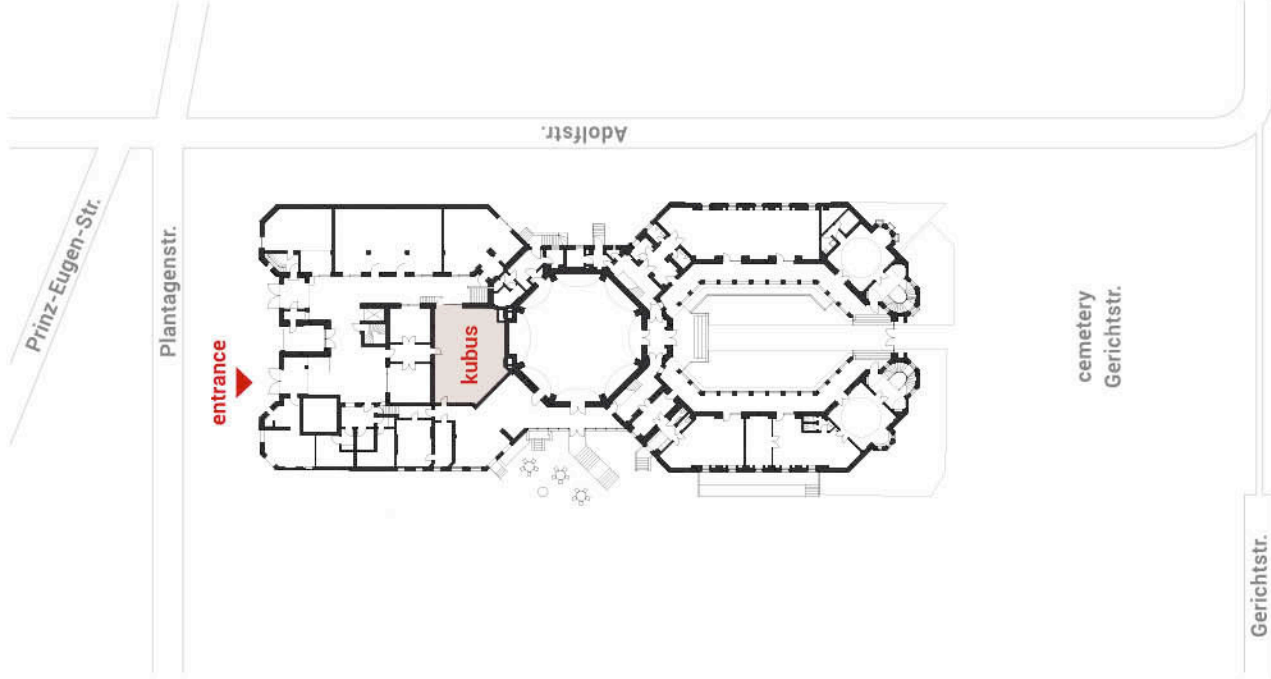 Adolfstr.
Prinz-Eugen-Str.
Plantagenstr.
entrance
kubus
cemetery
Gerichtstr.
Gerichtstr.